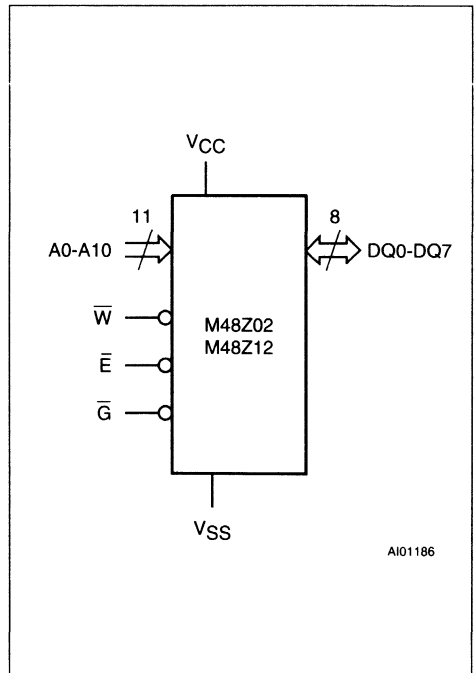 VCC
11
8
A0-A10
DQ0-DQ7
W̅
M48Z02
M48Z12
E̅
G̅
VSS
AI01186